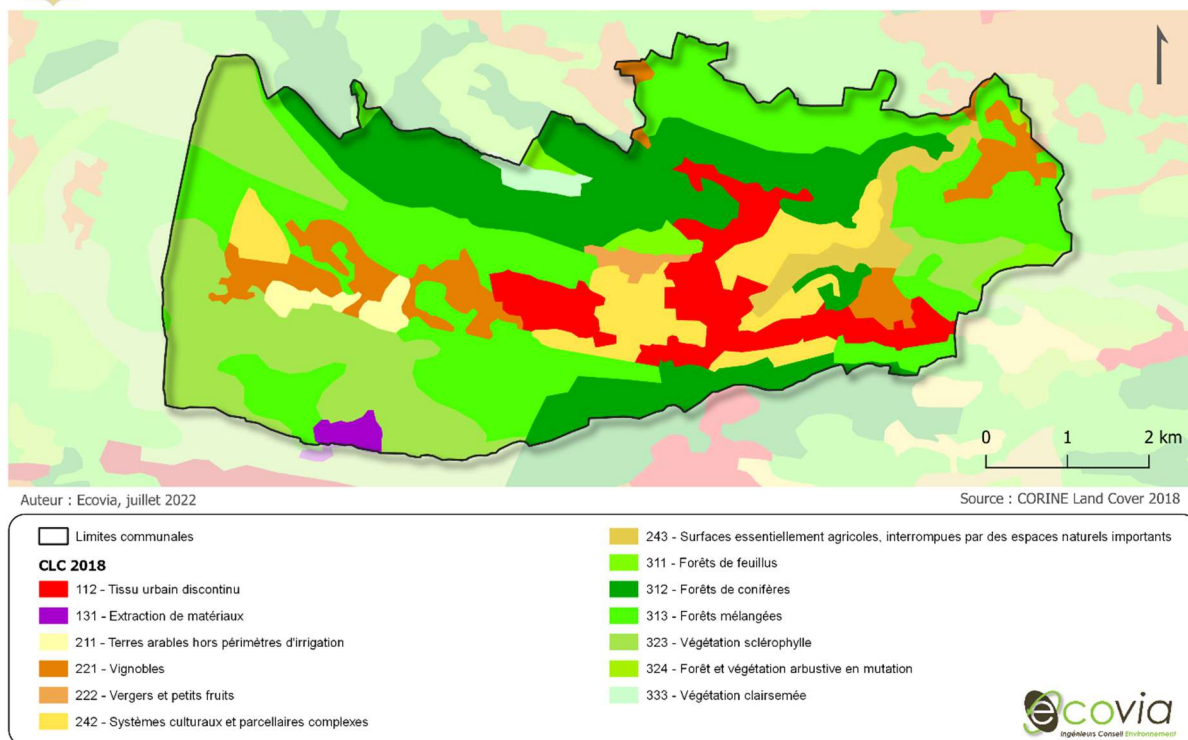 0 1 2 km
Auteur : Ecovia, juillet 2022
Source : CORINE Land Cover 2018
Limites communales
CLC 2018
112 - Tissu urbain discontinu
131 - Extraction de matériaux
211 - Terres arables hors périmètres d'irrigation
221 - Vignobles
222 - Vergers et petits fruits
242 - Systèmes culturaux et parcellaires complexes
243 - Surfaces essentiellement agricoles, interrompues par des espaces naturels importants
311 - Forêts de feuillus
312 - Forêts de conifères
313 - Forêts mélangées
323 - Végétation sclérophylle
324 - Forêt et végétation arbustive en mutation
333 - Végétation clairsemée
ecovia
Ingénieurs Conseil Environnement